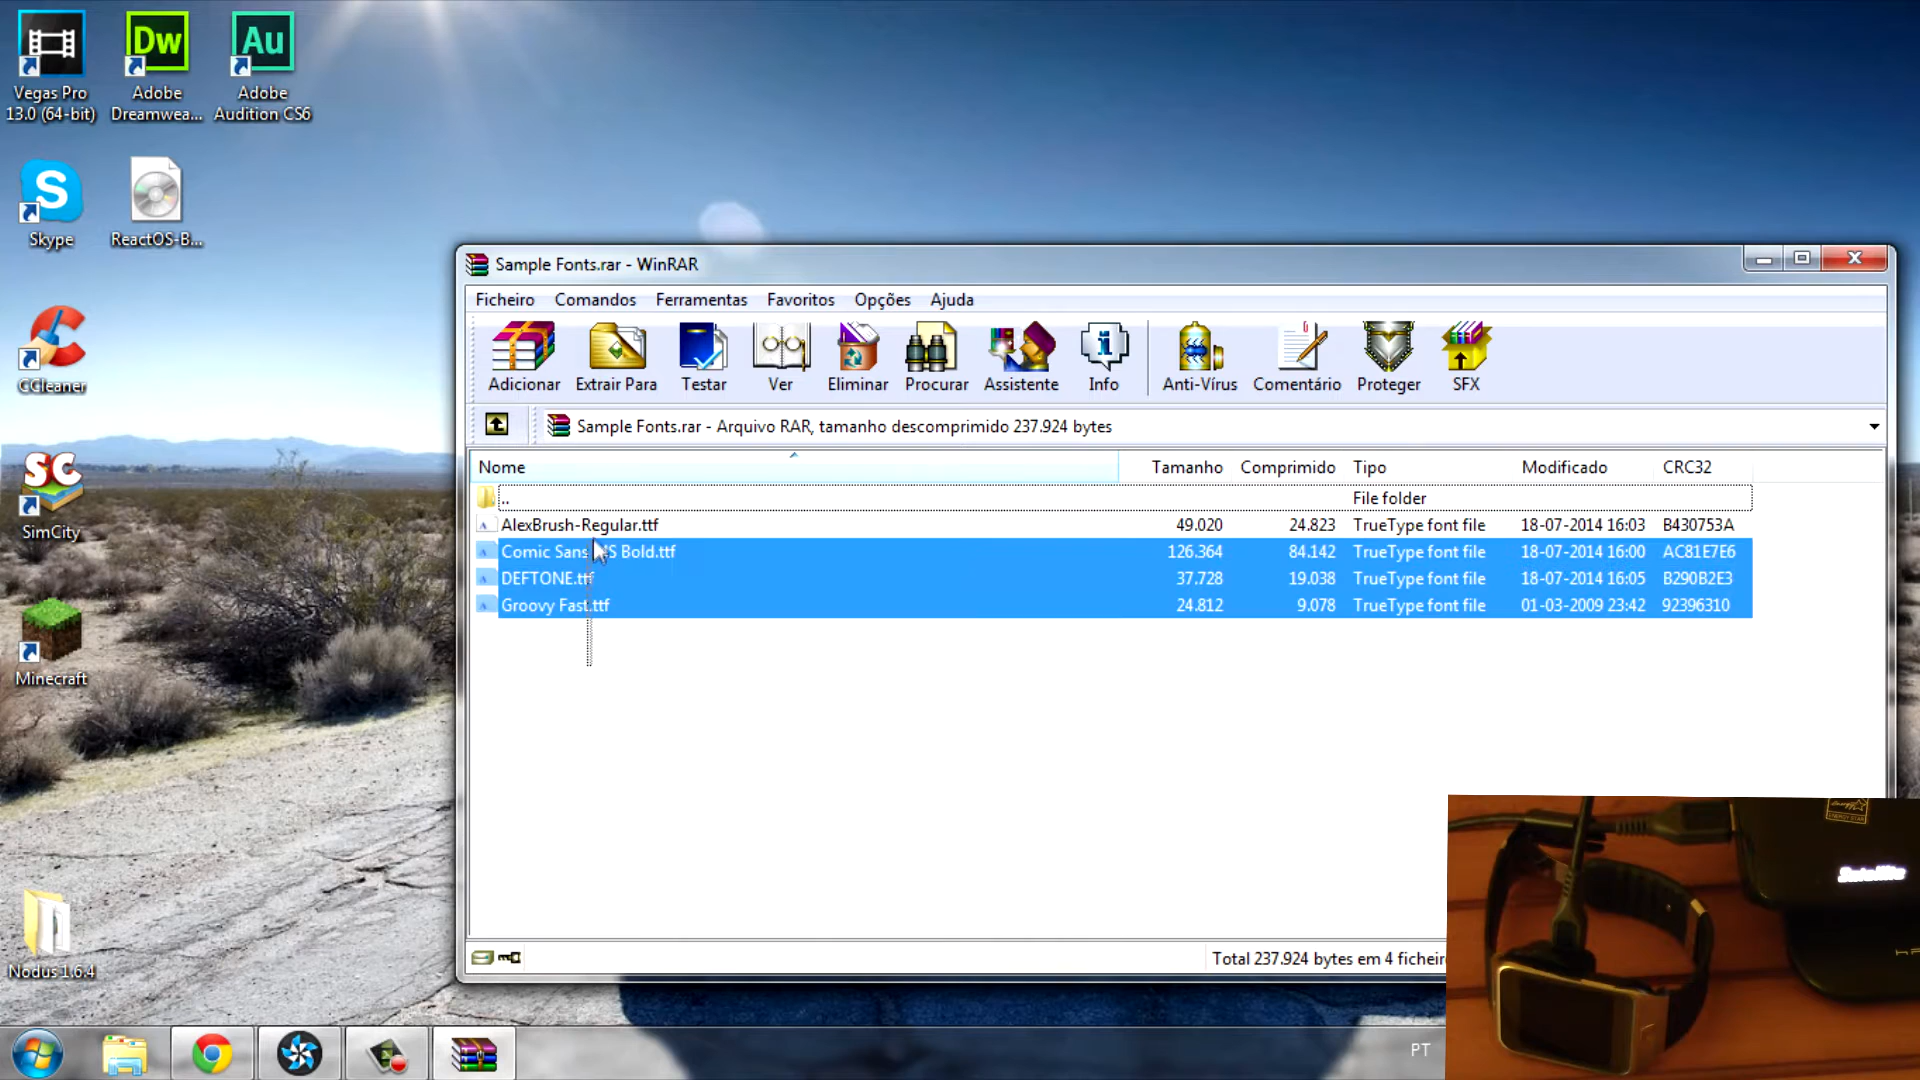 Vegas Pro
13.0 (64-bit)
Dw
Adobe
Dreamwea...
Au
Adobe
Audition CS6
S
Skype
ReactOS-B...
CCleaner
SC
SimCity
Minecraft
Nodus 1.6.4
Sample Fonts.rar - WinRAR
Ficheiro Comandos Ferramentas Favoritos Opções Ajuda
Adicionar Extrair Para Testar Ver Eliminar Procurar Assistente Info Anti-Vírus Comentário Proteger SFX
Sample Fonts.rar - Arquivo RAR, tamanho descomprimido 237.924 bytes
Nome Tamanho Comprimido Tipo Modificado CRC32
.. File folder
AlexBrush-Regular.ttf 49.020 24.823 TrueType font file 18-07-2014 16:03 B430753A
Comic Sans MS Bold.ttf 126.364 84.142 TrueType font file 18-07-2014 16:00 AC81E7E6
DEFTONE.ttf 37.728 19.038 TrueType font file 18-07-2014 16:05 B290B2E3
Groovy Fast.ttf 24.812 9.078 TrueType font file 01-03-2009 23:42 92396310
Total 237.924 bytes em 4 ficheir
ENERGY STAR
Satellite
PT